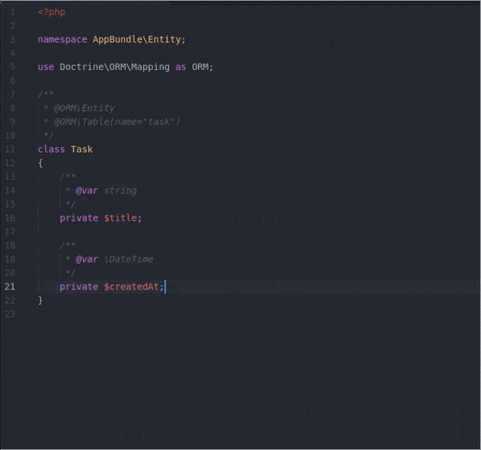 1 <?php
2
3 namespace AppBundle\Entity;
4
5 use Doctrine\ORM\Mapping as ORM;
6
7 /**
8  * @ORM\Entity
9  * @ORM\Table(name="task")
10  */
11 class Task
12 {
13     /**
14      * @var string
15      */
16     private $title;
17
18     /**
19      * @var \DateTime
20      */
21     private $createdAt;
22 }
23